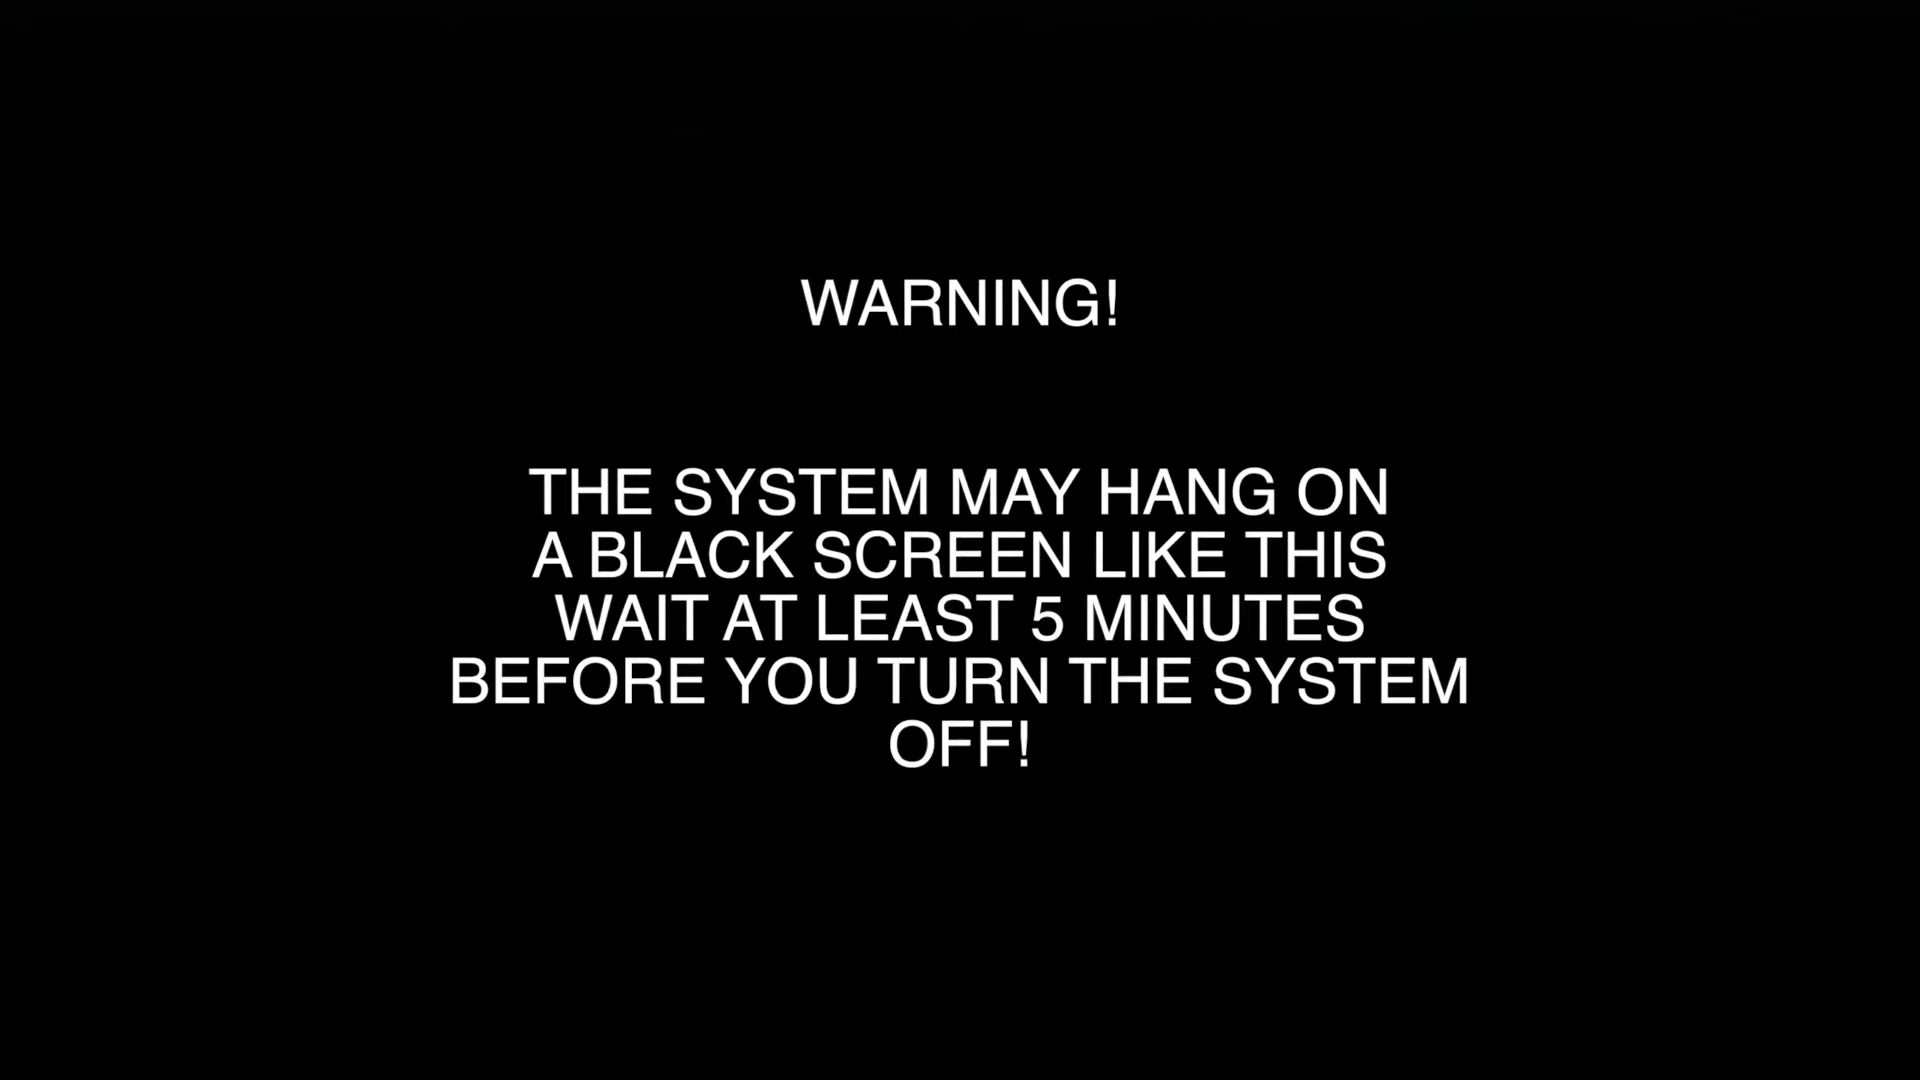 WARNING!
THE SYSTEM MAY HANG ON
A BLACK SCREEN LIKE THIS
WAIT AT LEAST 5 MINUTES
BEFORE YOU TURN THE SYSTEM
OFF!